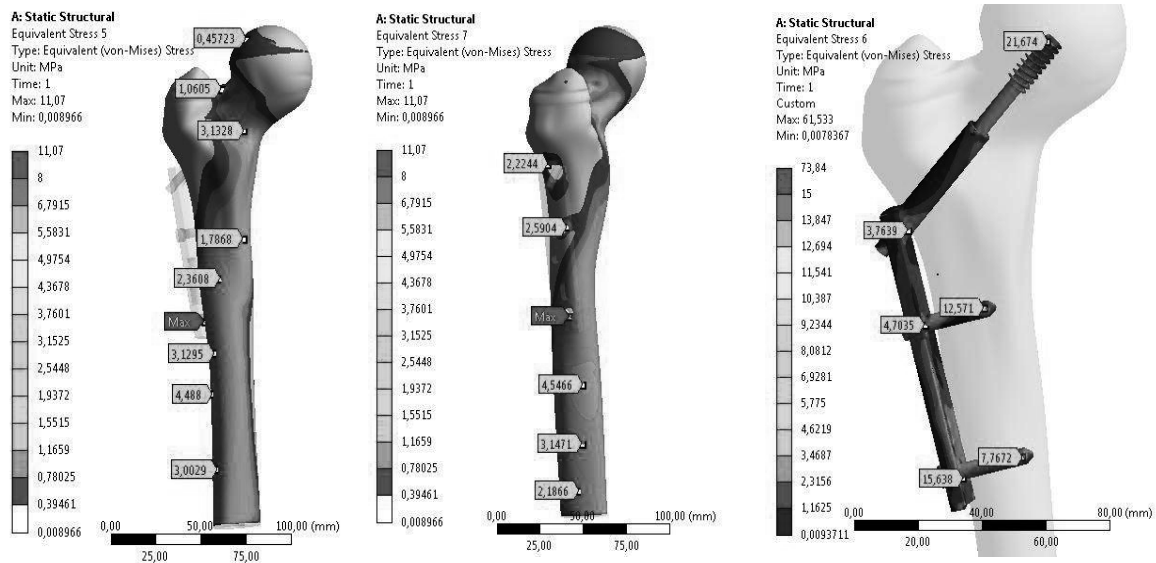 A: Static Structural
Equivalent Stress 5
Type: Equivalent (von-Mises) Stress
Unit: MPa
Time: 1
Max: 11,07
Min: 0,008966
11,07
8
6,7915
5,5831
4,9754
4,3678
3,7601
3,1525
2,5448
1,9372
1,5515
1,1659
0,78025
0,39461
0,008966
0,45723
1,0605
3,1328
1,7868
2,3608
Max
3,1295
4,488
3,0029
0,00
50,00
100,00 (mm)
25,00
75,00
A: Static Structural
Equivalent Stress 7
Type: Equivalent (von-Mises) Stress
Unit: MPa
Time: 1
Max: 11,07
Min: 0,008966
11,07
8
6,7915
5,5831
4,9754
4,3678
3,7601
3,1525
2,5448
1,9372
1,5515
1,1659
0,78025
0,39461
0,008966
2,2244
2,5904
Max
4,5466
3,1471
2,1866
0,00
50,00
100,00 (mm)
25,00
75,00
A: Static Structural
Equivalent Stress 6
Type: Equivalent (von-Mises) Stress
Unit: MPa
Time: 1
Custom
Max: 61,533
Min: 0,0078367
73,84
15
13,847
12,694
11,541
10,387
9,2344
8,0812
6,9281
5,775
4,6219
3,4687
2,3156
1,1625
0,0093711
21,674
3,7639
12,571
4,7035
7,7672
15,638
0,00
40,00
80,00 (mm)
20,00
60,00